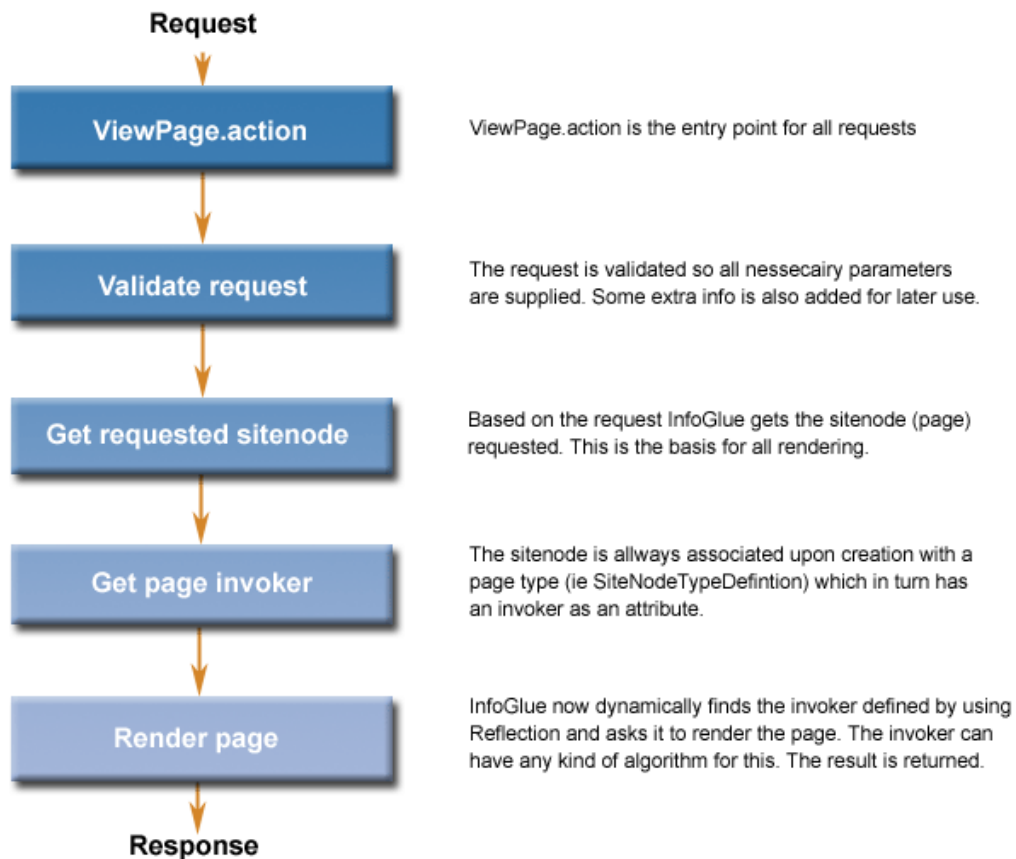 Request
ViewPage.action
ViewPage.action is the entry point for all requests
Validate request
The request is validated so all nessecairy parameters
are supplied. Some extra info is also added for later use.
Get requested sitenode
Based on the request InfoGlue gets the sitenode (page)
requested. This is the basis for all rendering.
Get page invoker
The sitenode is allways associated upon creation with a
page type (ie SiteNodeTypeDefintion) which in turn has
an invoker as an attribute.
Render page
InfoGlue now dynamically finds the invoker defined by using
Reflection and asks it to render the page. The invoker can
have any kind of algorithm for this. The result is returned.
Response